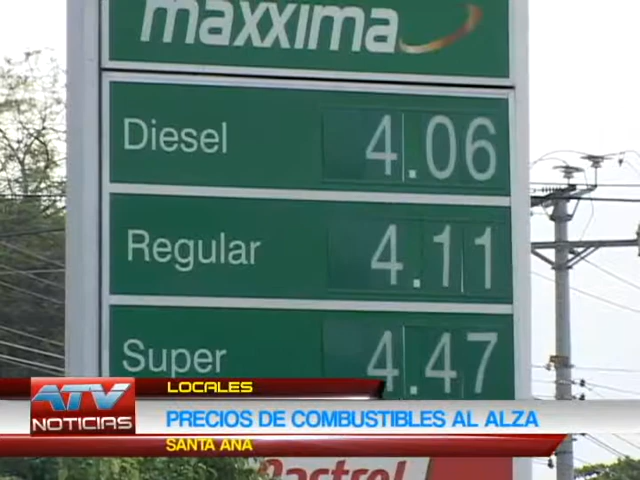 maxxima
Diesel 4.06
Regular 4.11
Super 4.47
LOCALES
ATV NOTICIAS
PRECIOS DE COMBUSTIBLES AL ALZA
SANTA ANA
Castrol